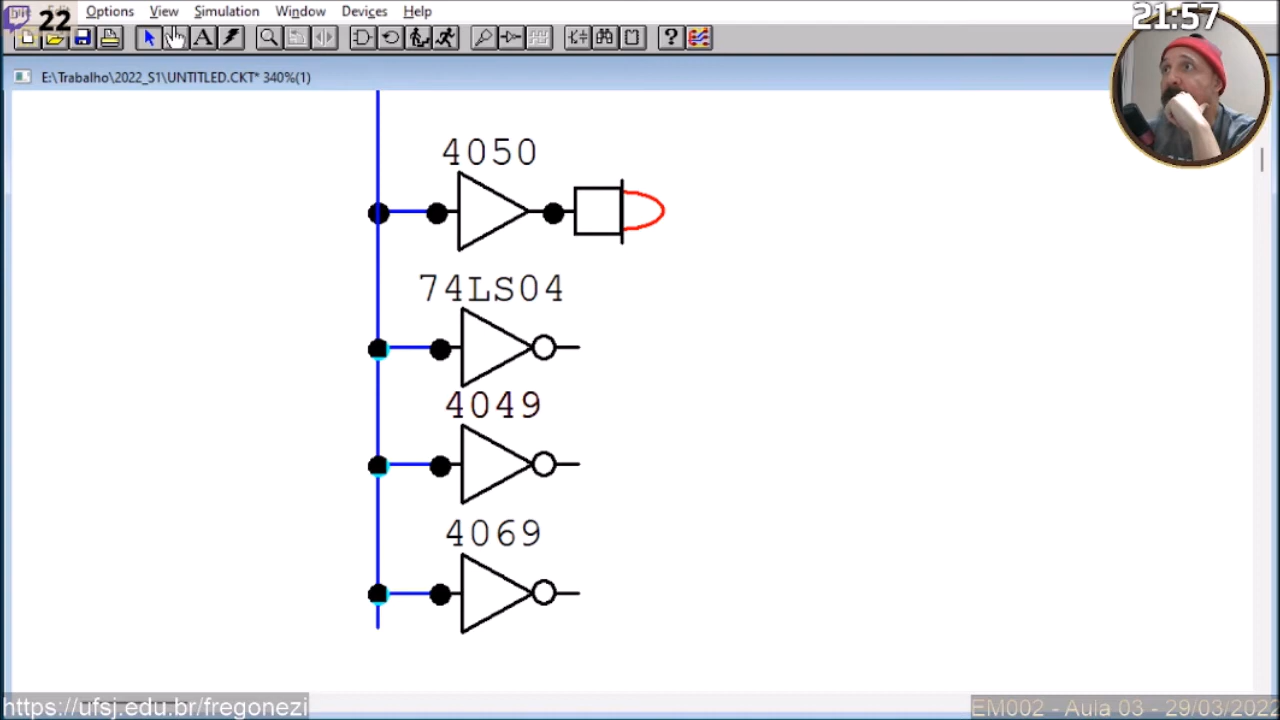 22
Options View Simulation Window Devices Help
21:57
A
?
E:\Trabalho\2022_S1\UNTITLED.CKT* 340%(1)
4050
74LS04
4049
4069
https://ufsj.edu.br/fregonezi
EM002 - Aula 03 - 29/03/2022